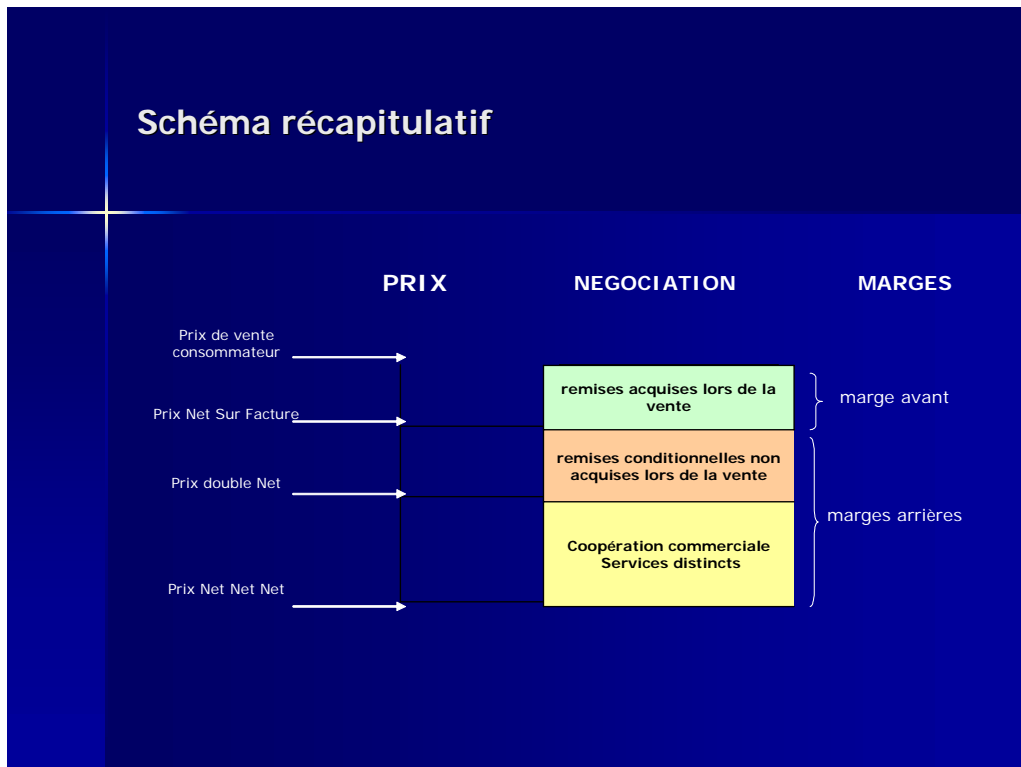 Schéma récapitulatif
PRIX
NEGOCIATION
MARGES
Prix de vente
consommateur
remises acquises lors de la
vente
marge avant
Prix Net Sur Facture
remises conditionnelles non
acquises lors de la vente
Prix double Net
marges arrières
Coopération commerciale
Services distincts
Prix Net Net Net